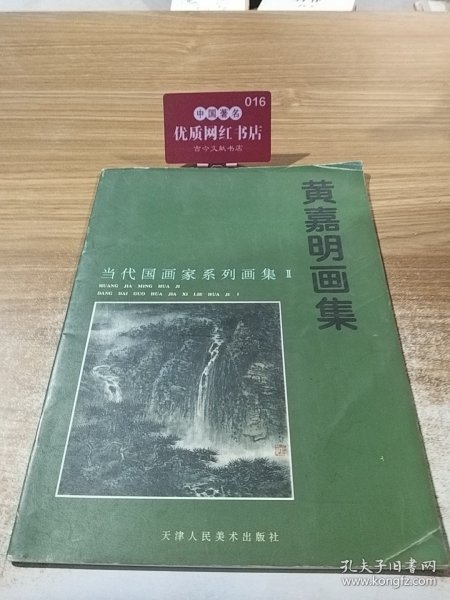 016
中国著名
优质网红书店
古今文献书店
黄嘉明画集
当代国画家系列画集 II
HUANG JIA MING HUA JI
DANG DAI GUO HUA JIA XI LIE HUA JI I
天津人民美术出版社
孔夫子旧书网
www.kongfz.com